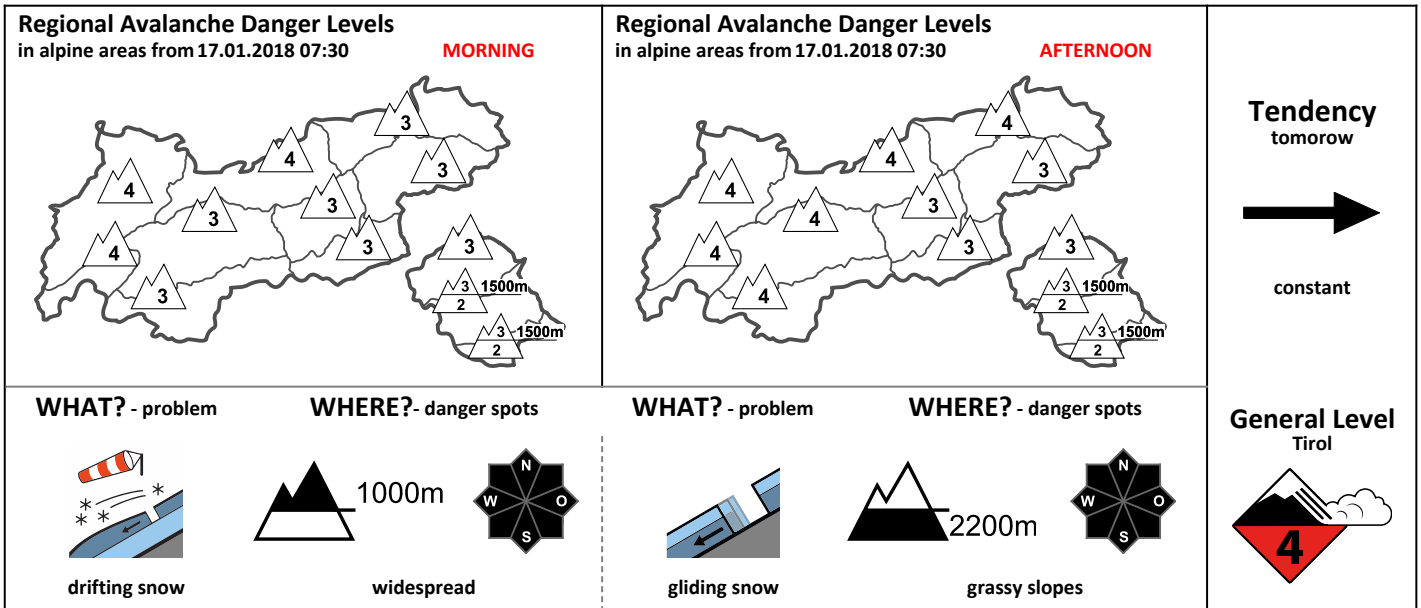 Regional Avalanche Danger Levels
in alpine areas from 17.01.2018 07:30 MORNING
3
4
3
4
3
3
4
3
3
3
3 1500m
2
3 1500m
2
Regional Avalanche Danger Levels
in alpine areas from 17.01.2018 07:30 AFTERNOON
4
4
3
4
3
4
4
3
3
4
3 1500m
2
3 1500m
2
Tendency
tomorow
constant
WHAT? - problem
WHERE? - danger spots
1000m
N
W O
S
drifting snow
widespread
WHAT? - problem
WHERE? - danger spots
2200m
N
W O
S
gliding snow
grassy slopes
General Level
Tirol
4